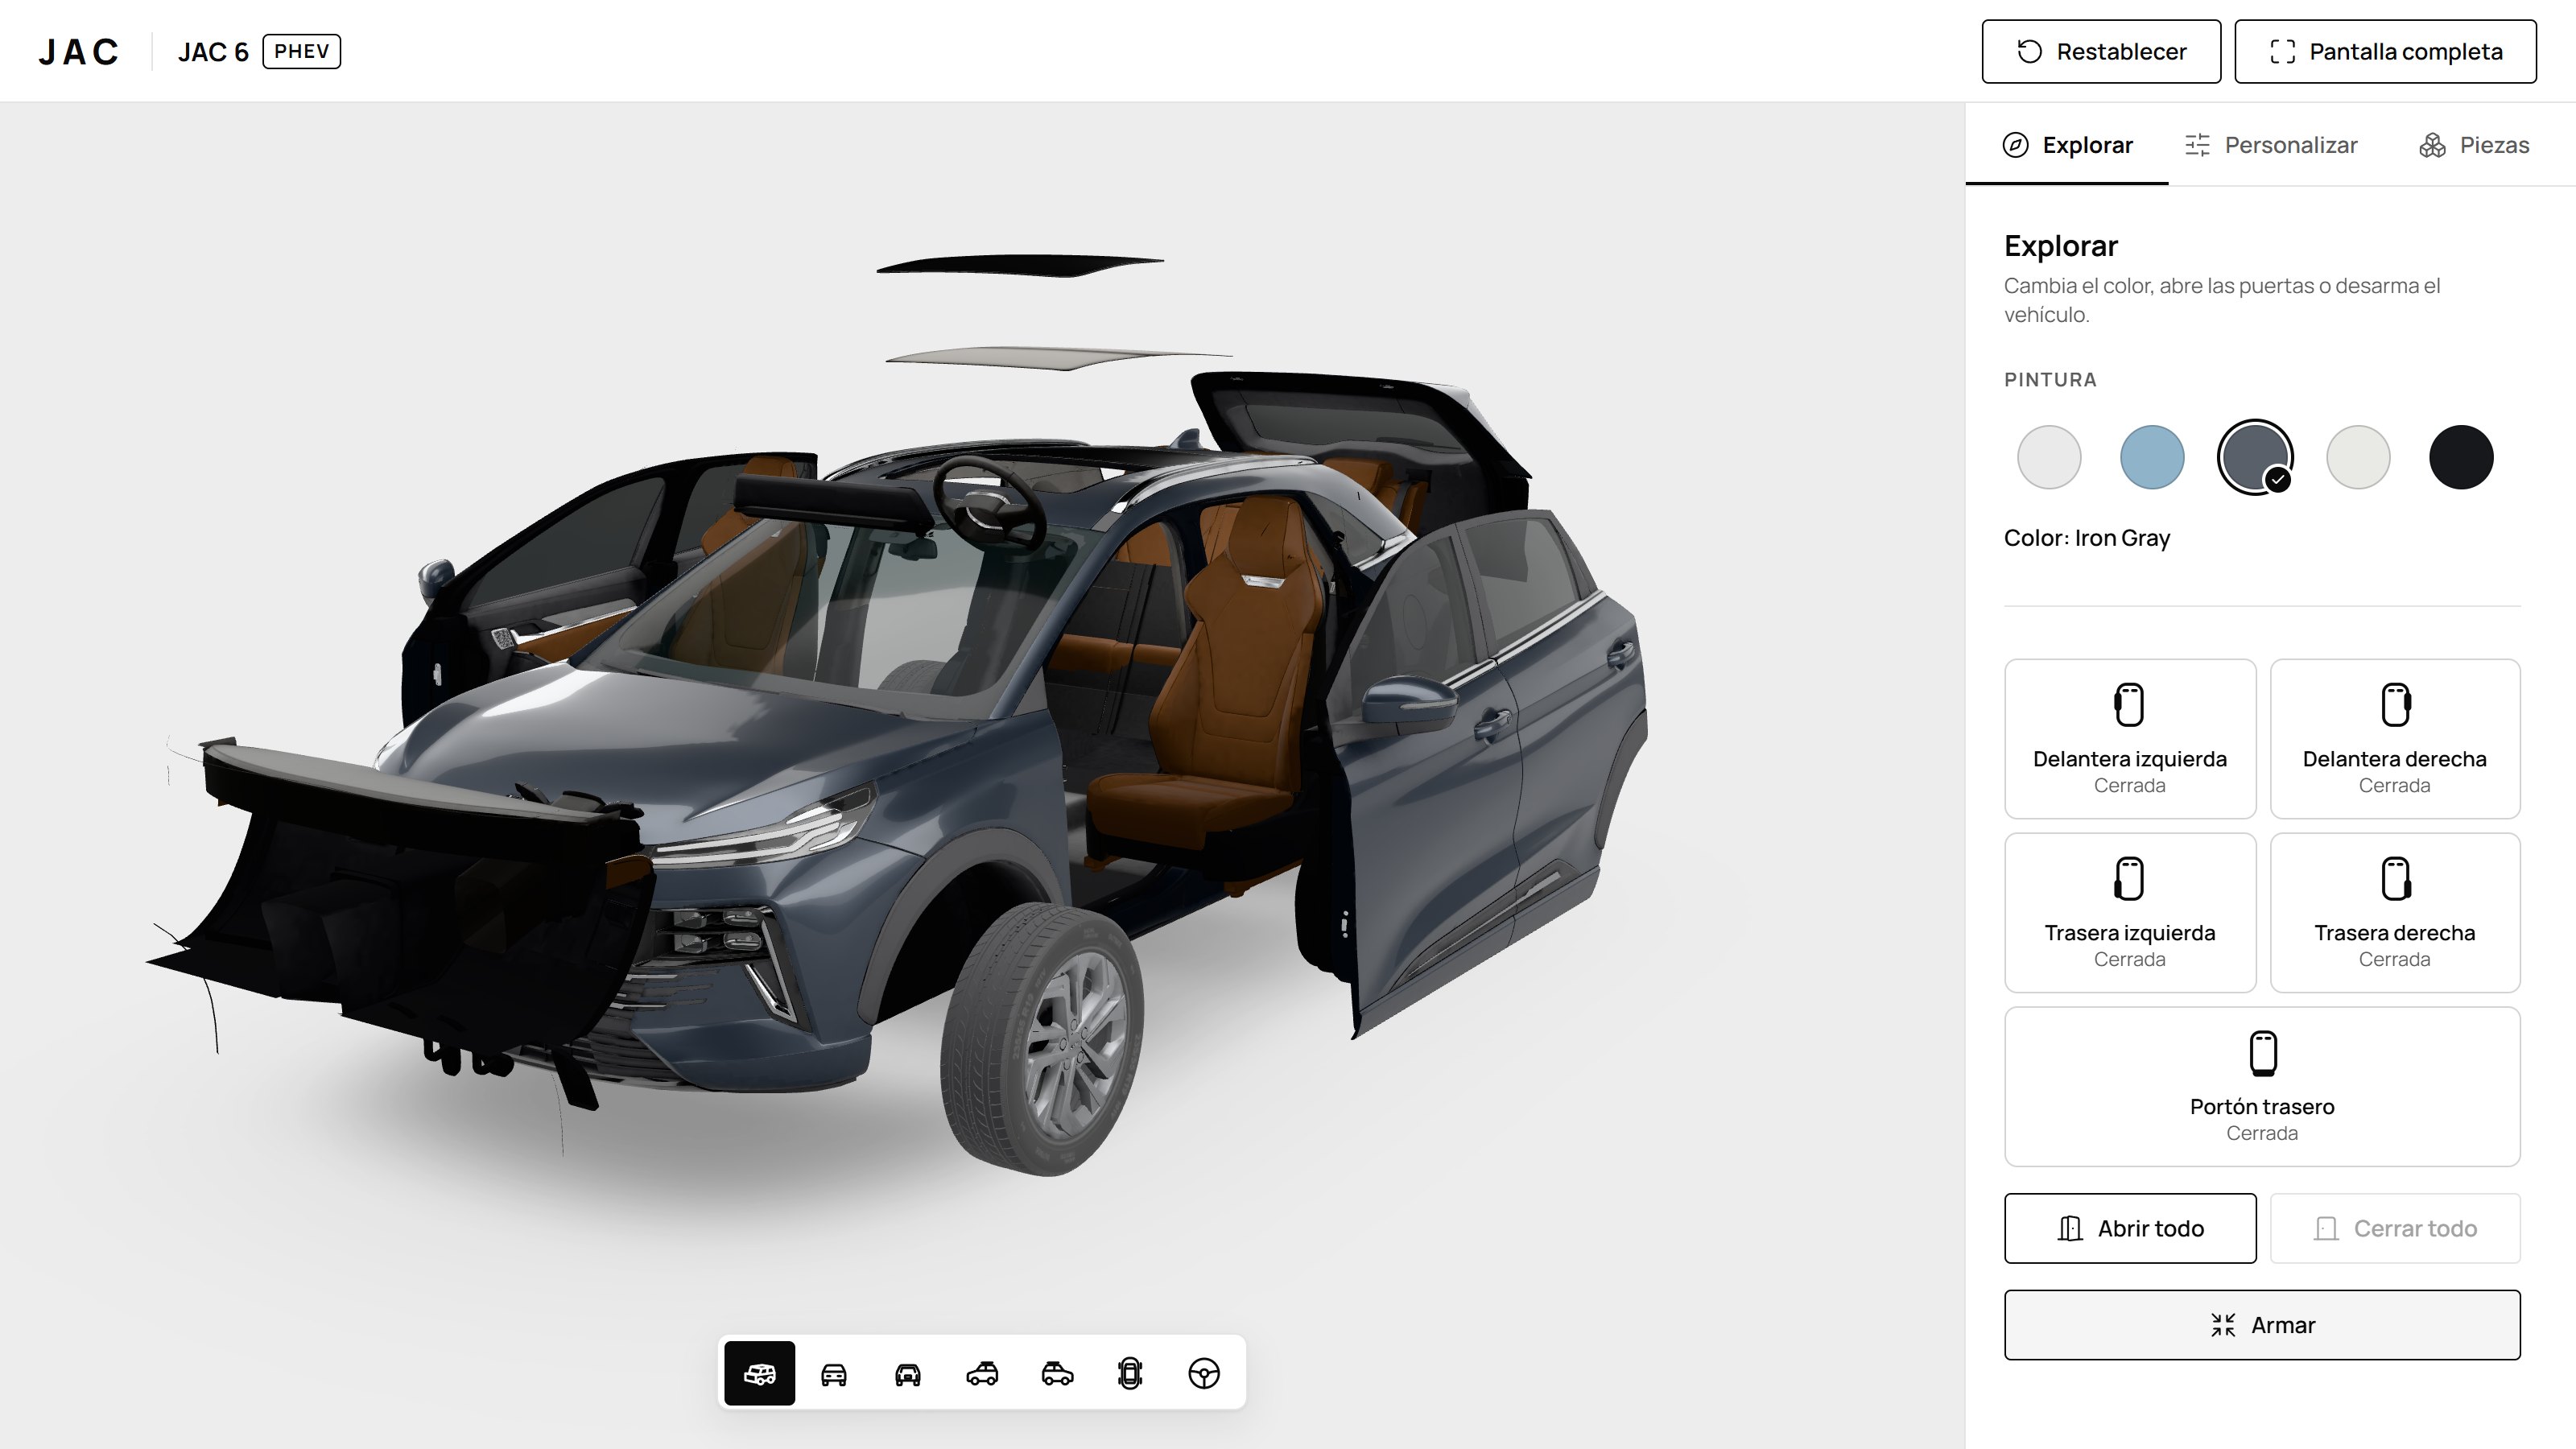 JAC
JAC 6 PHEV
Restablecer
Pantalla completa
Explorar
Personalizar
Piezas
Explorar
Cambia el color, abre las puertas o desarma el
vehículo.
PINTURA
Color: Iron Gray
Delantera izquierda
Cerrada
Delantera derecha
Cerrada
Trasera izquierda
Cerrada
Trasera derecha
Cerrada
Portón trasero
Cerrada
Abrir todo
Cerrar todo
Armar